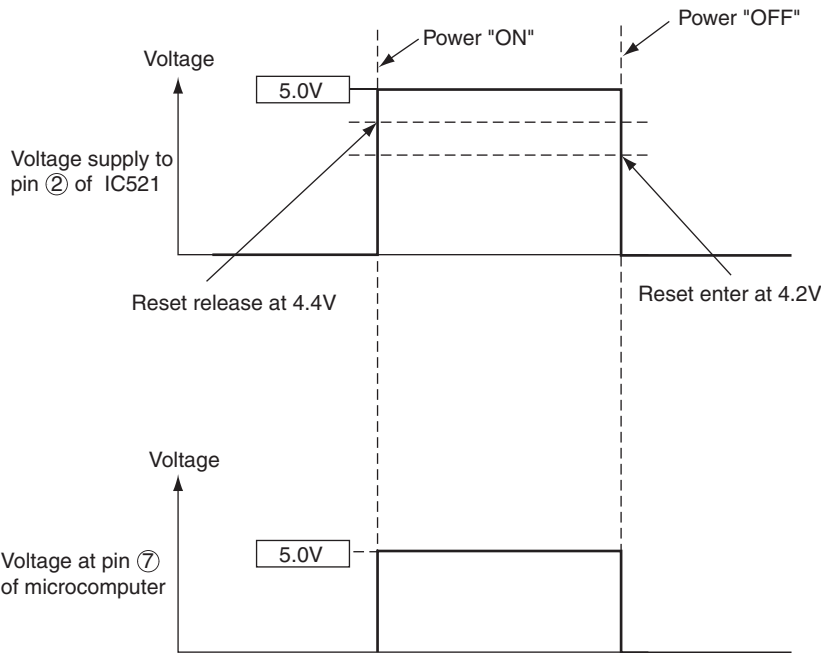 Power "ON"
Power "OFF"
Voltage
5.0V
Voltage supply to
pin ② of IC521
Reset release at 4.4V
Reset enter at 4.2V
Voltage
5.0V
Voltage at pin ⑦
of microcomputer